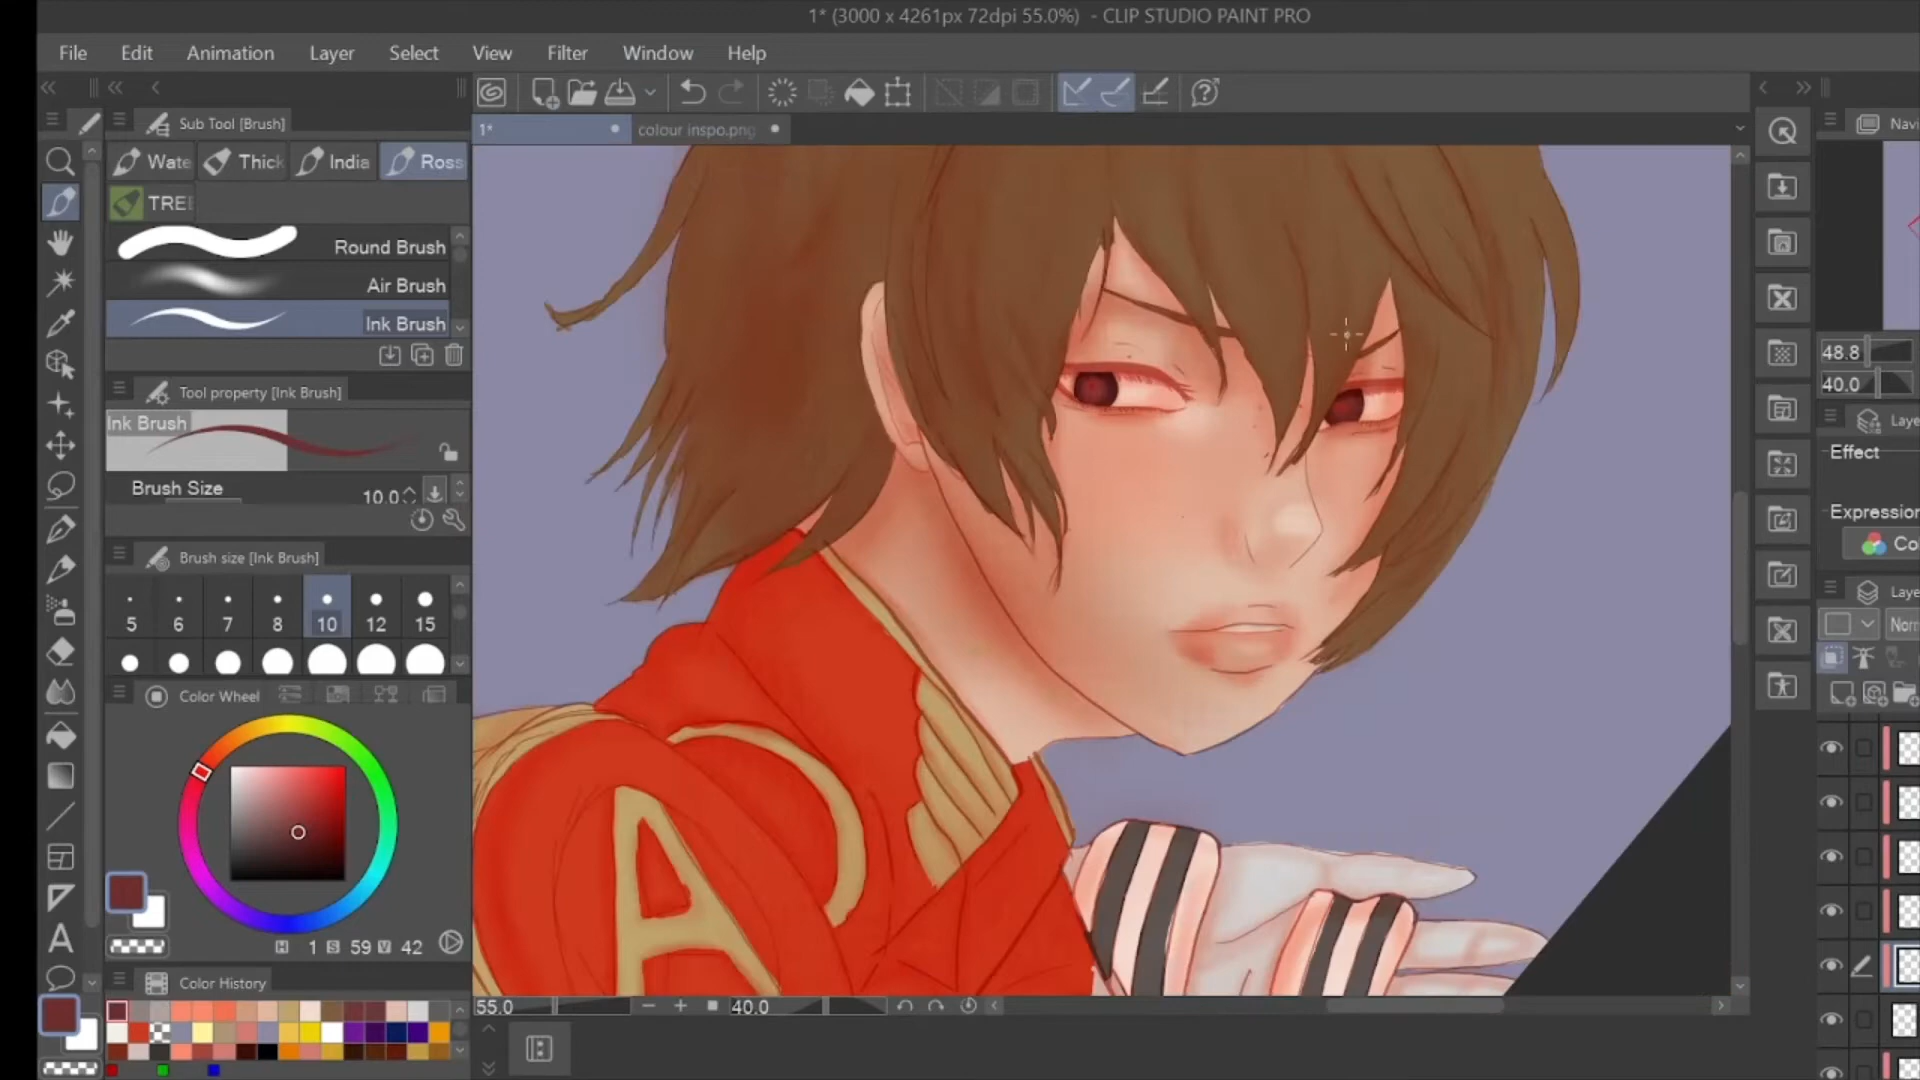 1* (3000 x 4261px 72dpi 55.0%)  - CLIP STUDIO PAINT PRO
File Edit Animation Layer Select View Filter Window Help
Sub Tool [Brush]
1* colour inspo.png
Navi
Wate Thick India Ross
TREE
Round Brush
Air Brush
Ink Brush
48.8
40.0
Tool property [Ink Brush]
Ink Brush
Laye
Effect
Brush Size 10.0
Expression
Co
Brush size [Ink Brush]
5 6 7 8 10 12 15
Laye
Norr
Color Wheel
H 1 S 59 V 42
Color History
55.0 40.0
A